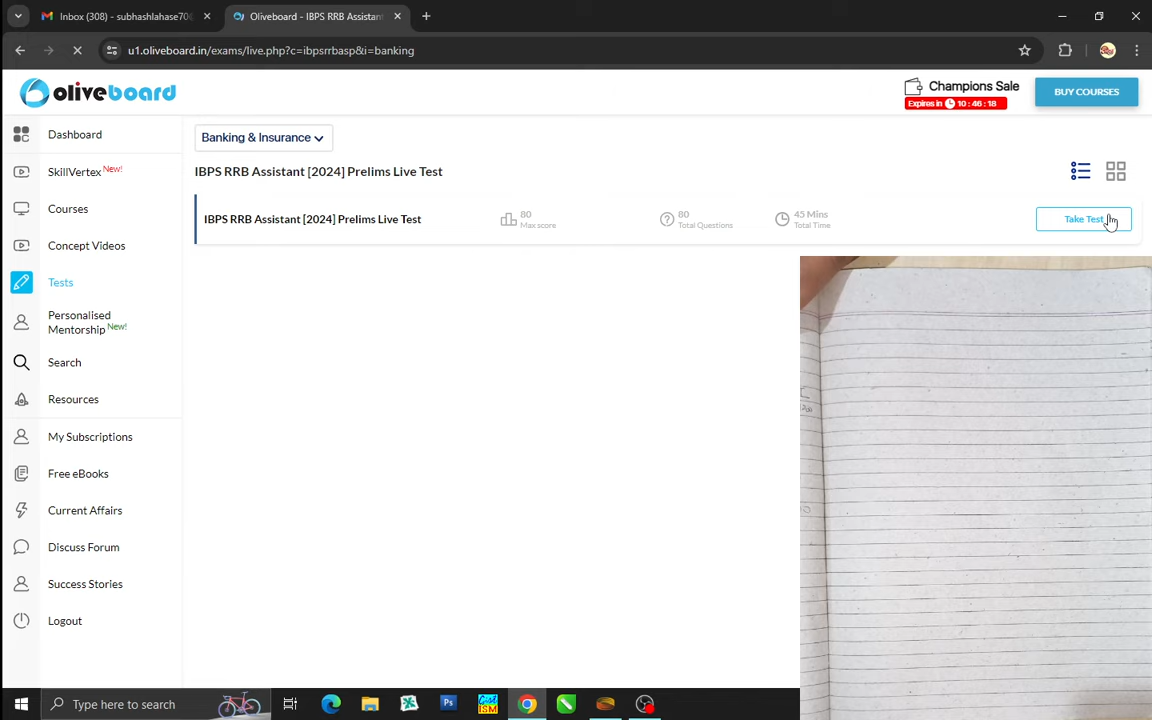 Inbox (308) - subhashlahase70
Oliveboard - IBPS RRB Assistan
u1.oliveboard.in/exams/live.php?c=ibpsrrbasp&i=banking
oliveboard
Champions Sale
Expires in 10 : 46 : 18
BUY COURSES
Dashboard
SkillVertex New!
Courses
Concept Videos
Tests
Personalised
Mentorship New!
Search
Resources
My Subscriptions
Free eBooks
Current Affairs
Discuss Forum
Success Stories
Logout
Banking & Insurance
IBPS RRB Assistant [2024] Prelims Live Test
IBPS RRB Assistant [2024] Prelims Live Test
80
Max score
80
Total Questions
45 Mins
Total Time
Take Test
Type here to search
Ps